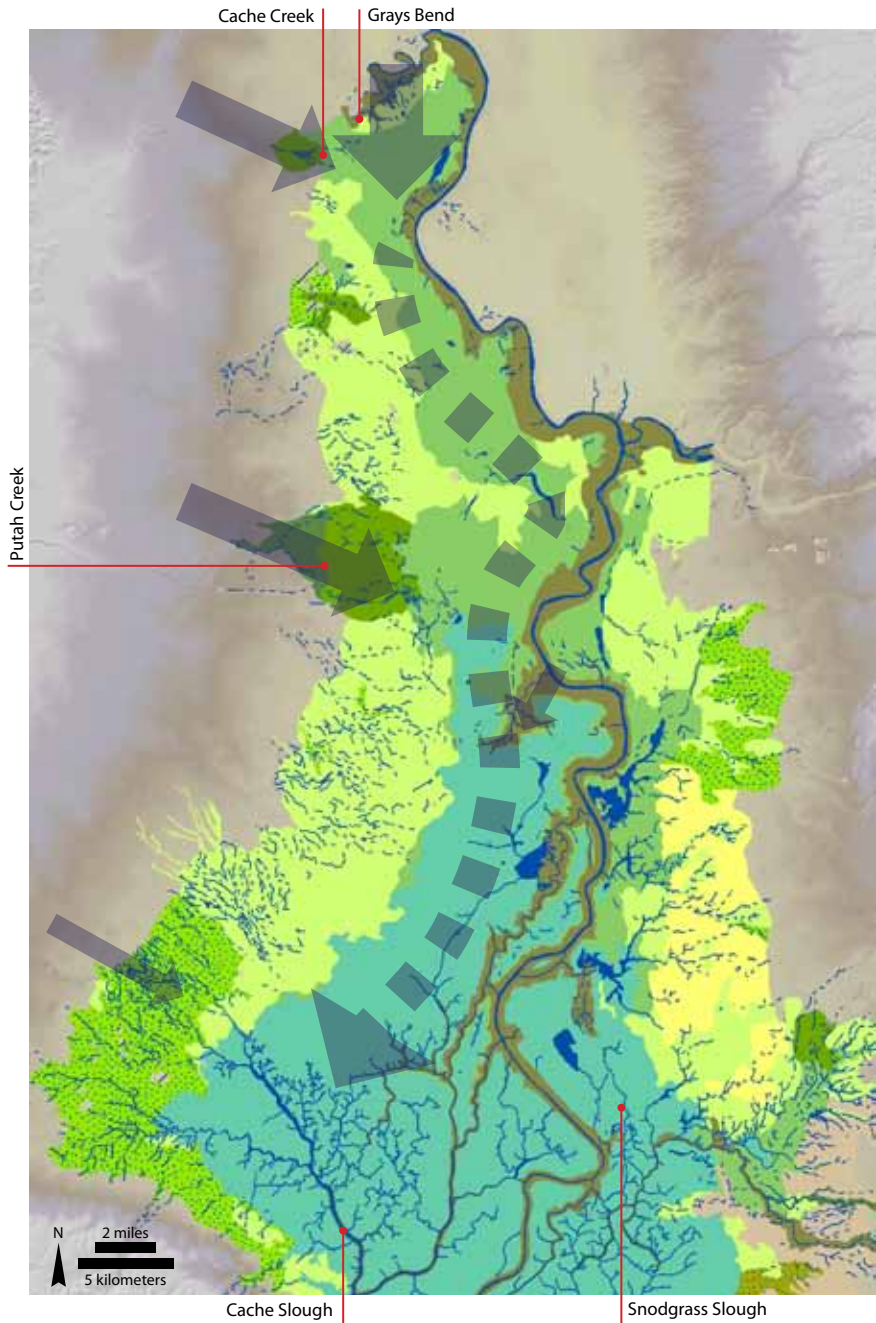 Cache Creek
Grays Bend
Putah Creek
N
2 miles
5 kilometers
Cache Slough
Snodgrass Slough